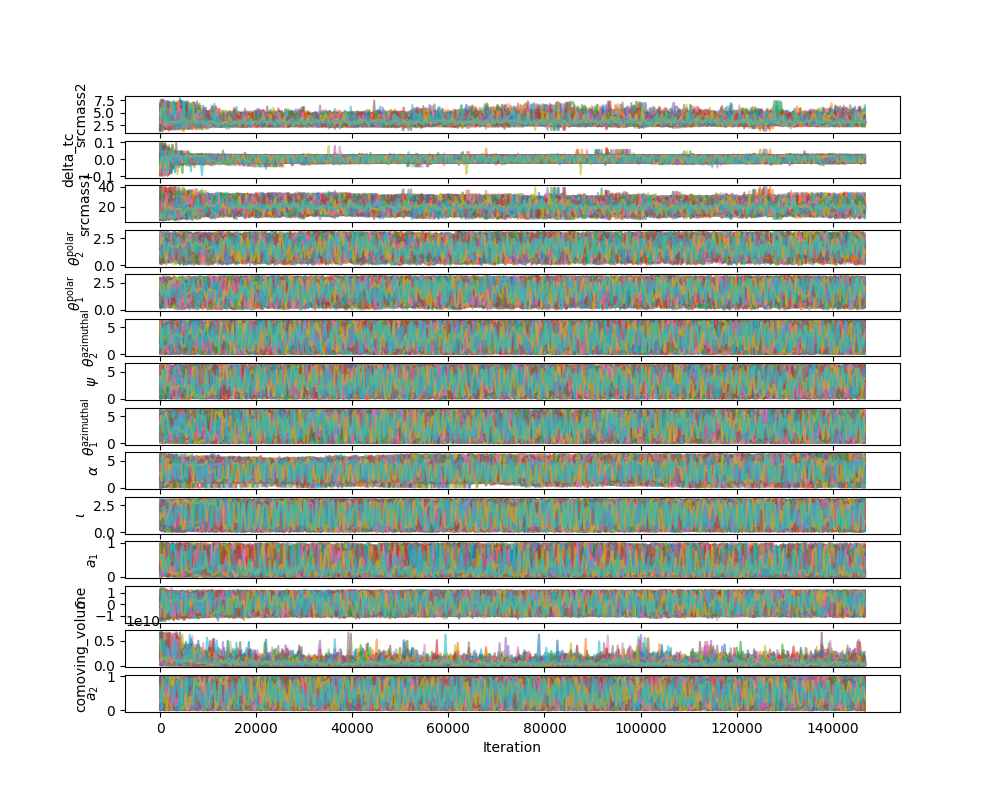 srcmass2
7.5
5.0
2.5
delta_tc
0.1
0.0
−0.1
srcmass1
40
20
θ₂^polar
2.5
0.0
θ₁^polar
2.5
0.0
θ₂^azimuthal
5
0
ψ
5
0
θ₁^azimuthal
5
0
α
5
0
ι
2.5
0.0
a₁
1
0
1
0
−1
comoving_volume
1e10
0.5
0.0
a₂
1
0
0 20000 40000 60000 80000 100000 120000 140000
Iteration